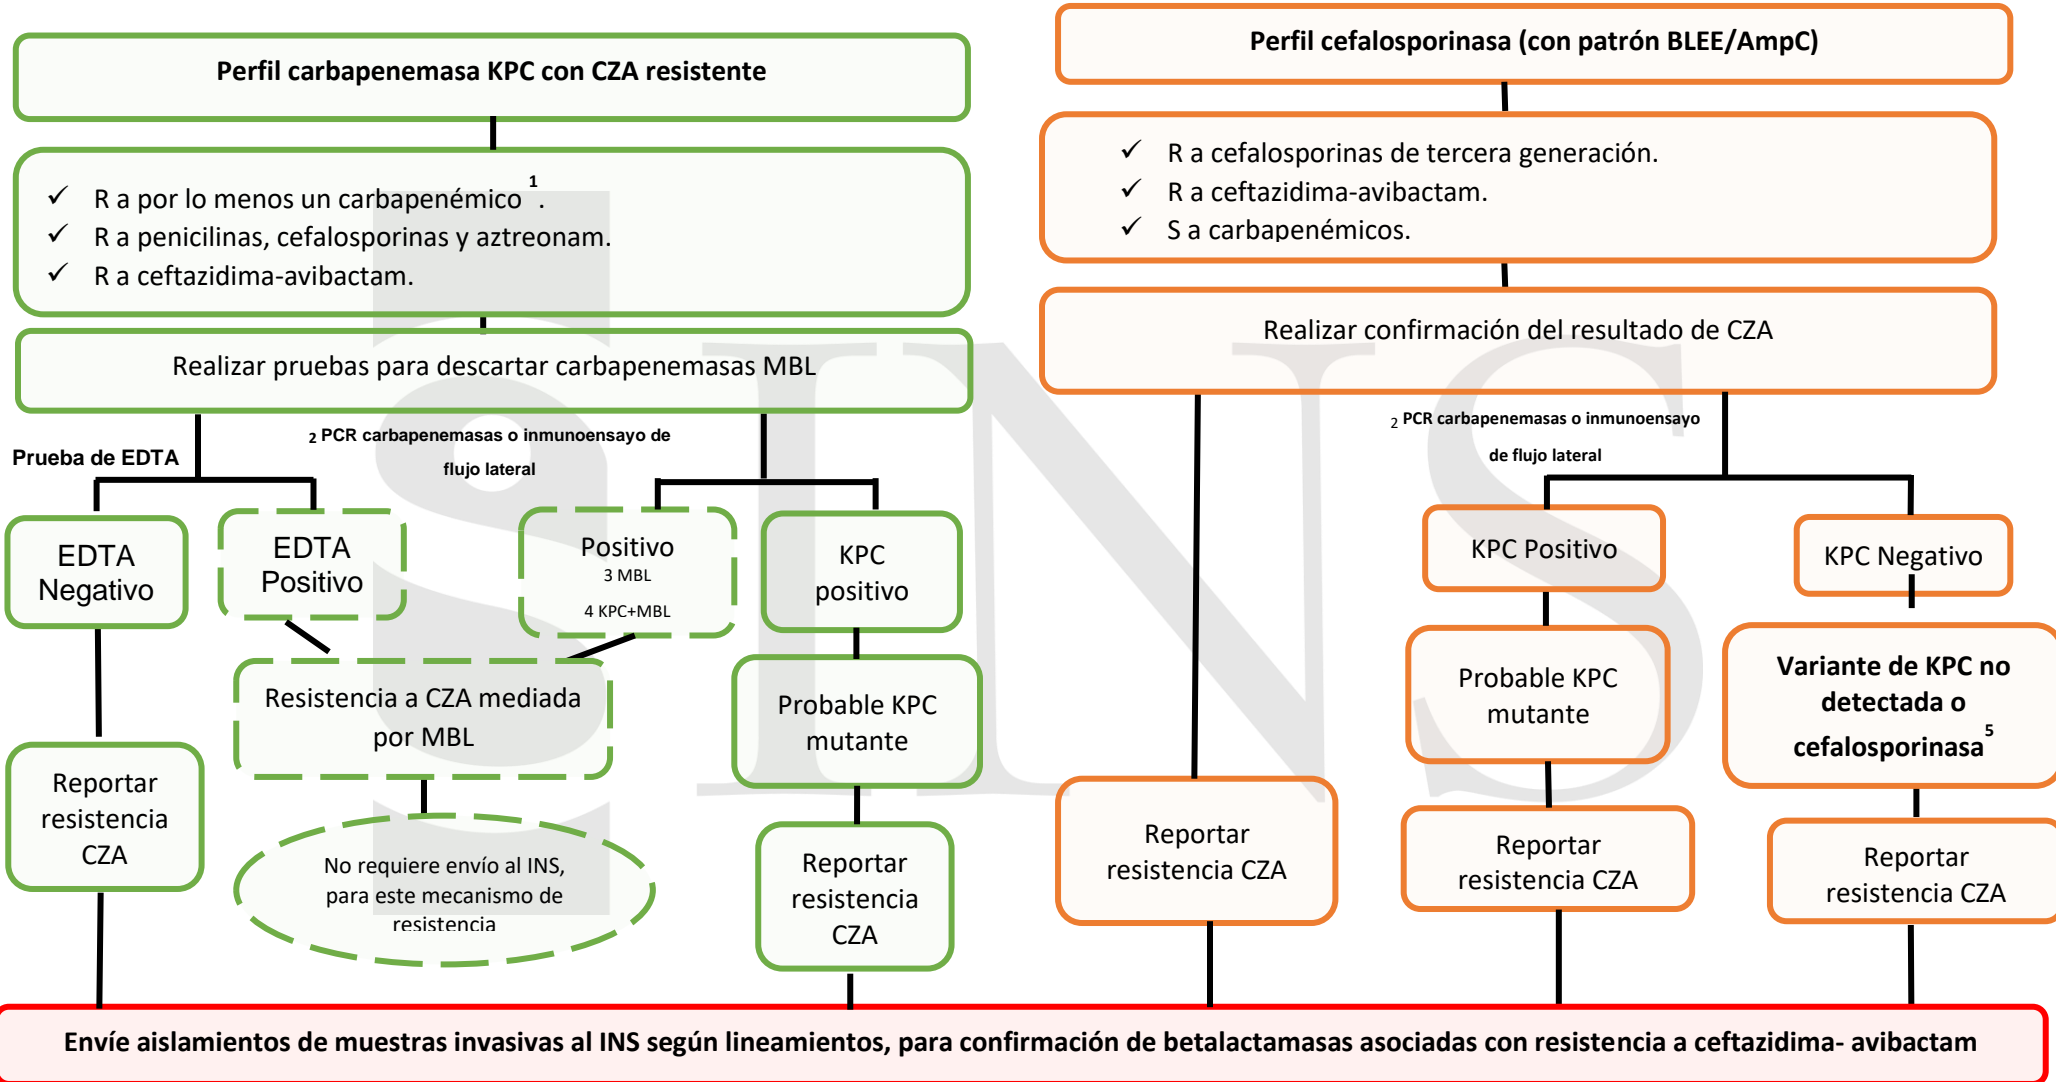 Perfil carbapenemasa KPC con CZA resistente
✓ R a por lo menos un carbapenémico 1.
✓ R a penicilinas, cefalosporinas y aztreonam.
✓ R a ceftazidima-avibactam.
Realizar pruebas para descartar carbapenemasas MBL
Prueba de EDTA
2 PCR carbapenemasas o inmunoensayo de
flujo lateral
EDTA
Negativo
EDTA
Positivo
Positivo
3 MBL
4 KPC+MBL
KPC
positivo
Resistencia a CZA mediada
por MBL
Probable KPC
mutante
Reportar
resistencia
CZA
No requiere envío al INS,
para este mecanismo de
resistencia
Reportar
resistencia
CZA
Perfil cefalosporinasa (con patrón BLEE/AmpC)
✓ R a cefalosporinas de tercera generación.
✓ R a ceftazidima-avibactam.
✓ S a carbapenémicos.
Realizar confirmación del resultado de CZA
2 PCR carbapenemasas o inmunoensayo
de flujo lateral
KPC Positivo
KPC Negativo
Probable KPC
mutante
Variante de KPC no
detectada o
cefalosporinasa5
Reportar
resistencia CZA
Reportar
resistencia CZA
Reportar
resistencia CZA
Envíe aislamientos de muestras invasivas al INS según lineamientos, para confirmación de betalactamasas asociadas con resistencia a ceftazidima- avibactam
INS